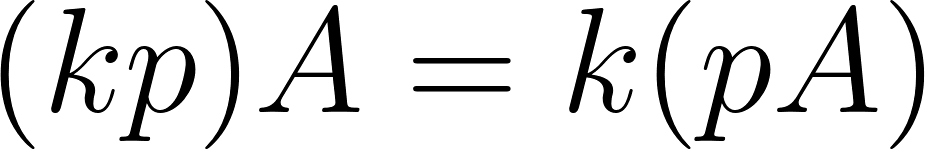 (kp)A = k(pA)